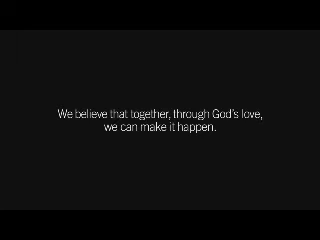 We believe that together, through God's love,
we can make it happen.